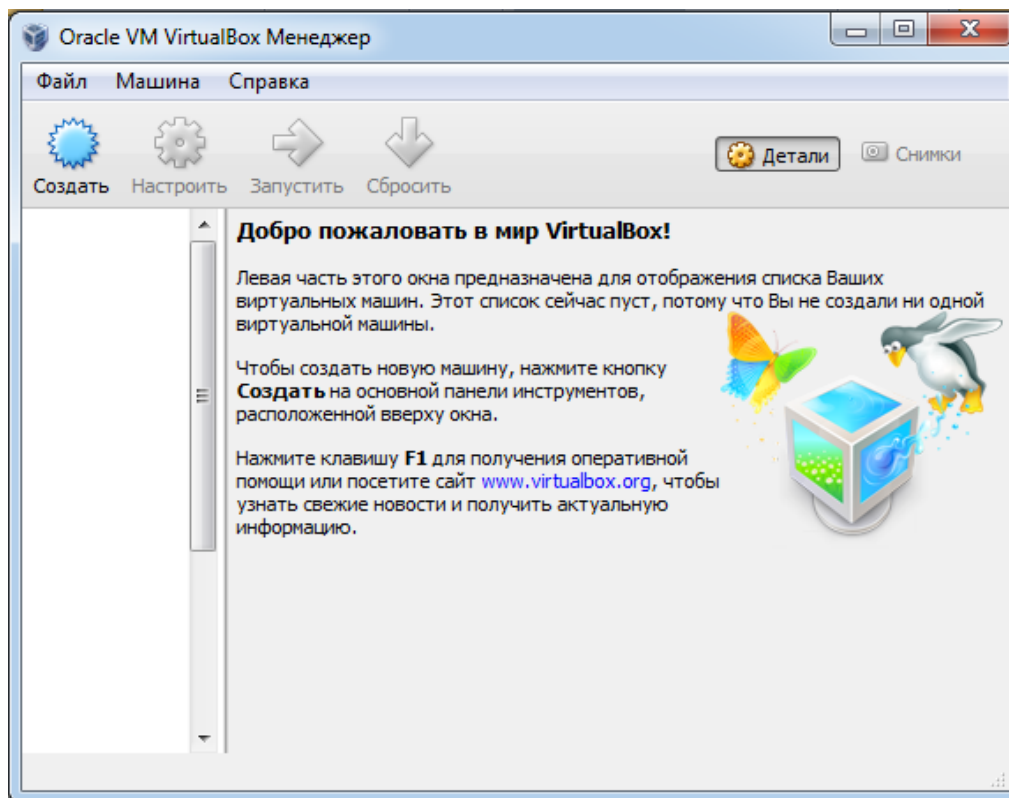 Oracle VM VirtualBox Менеджер
Файл Машина Справка
Создать Настроить Запустить Сбросить Детали Снимки
Добро пожаловать в мир VirtualBox!
Левая часть этого окна предназначена для отображения списка Ваших
виртуальных машин. Этот список сейчас пуст, потому что Вы не создали ни одной
виртуальной машины.
Чтобы создать новую машину, нажмите кнопку
Создать на основной панели инструментов,
расположенной вверху окна.
Нажмите клавишу F1 для получения оперативной
помощи или посетите сайт www.virtualbox.org, чтобы
узнать свежие новости и получить актуальную
информацию.